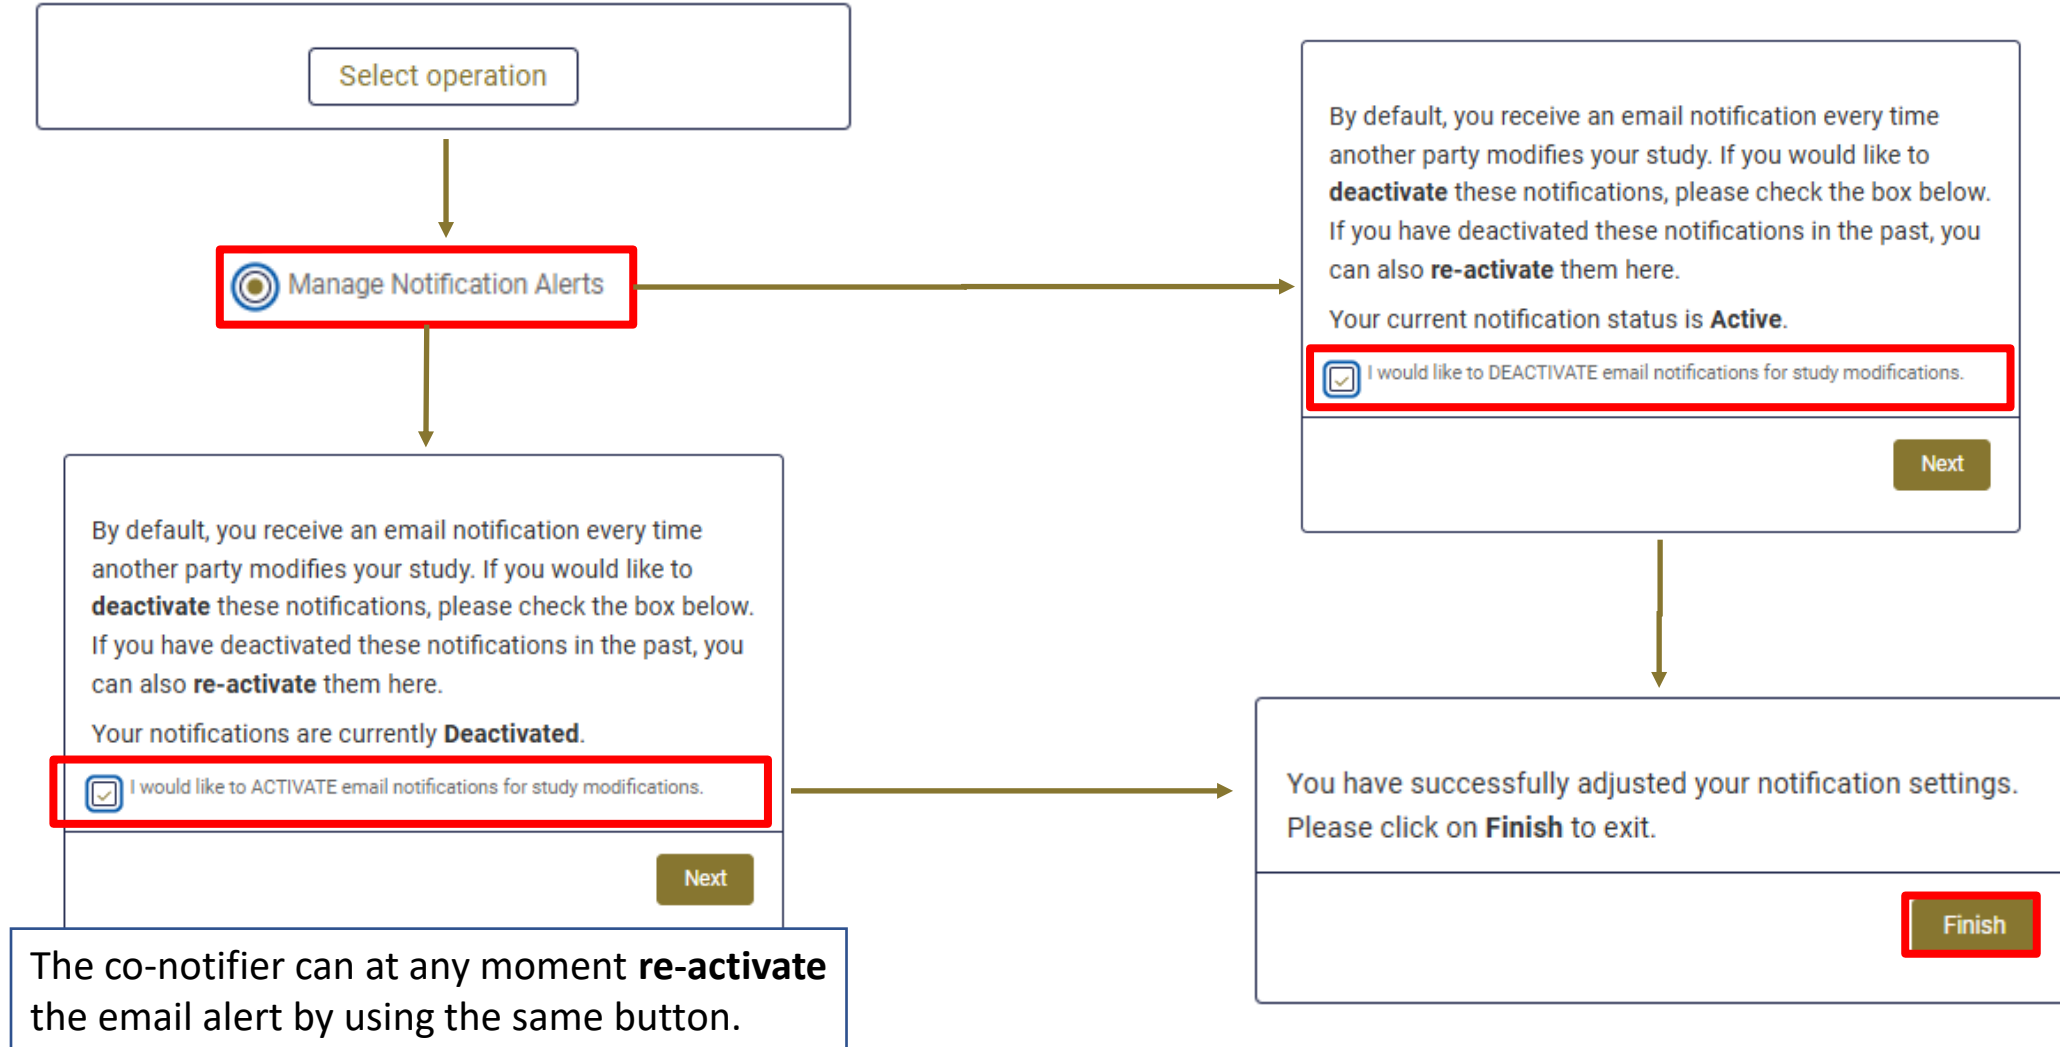 Select operation
Manage Notification Alerts
By default, you receive an email notification every time
another party modifies your study. If you would like to
deactivate these notifications, please check the box below.
If you have deactivated these notifications in the past, you
can also re-activate them here.
Your current notification status is Active.
I would like to DEACTIVATE email notifications for study modifications.
Next
By default, you receive an email notification every time
another party modifies your study. If you would like to
deactivate these notifications, please check the box below.
If you have deactivated these notifications in the past, you
can also re-activate them here.
Your notifications are currently Deactivated.
I would like to ACTIVATE email notifications for study modifications.
Next
The co-notifier can at any moment re-activate
the email alert by using the same button.
You have successfully adjusted your notification settings.
Please click on Finish to exit.
Finish